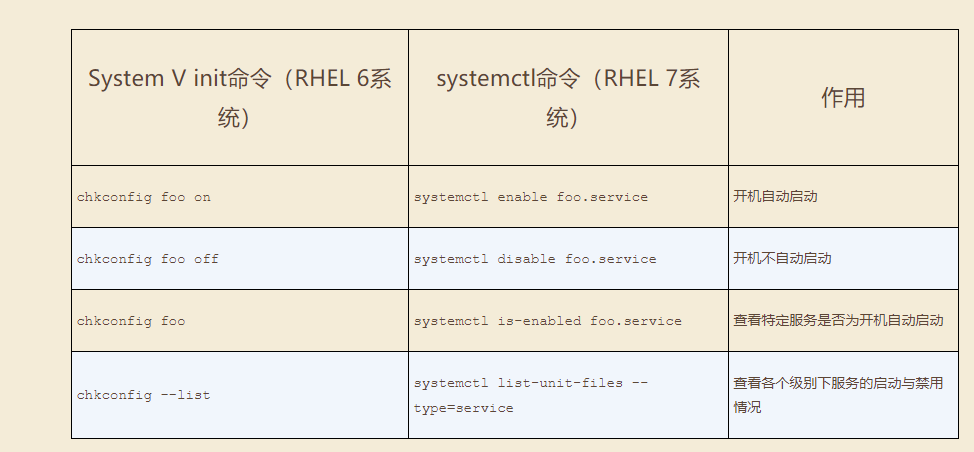 System V init命令（RHEL 6系
统）
systemctl命令（RHEL 7系
统）
作用
chkconfig foo on
systemctl enable foo.service
开机自动启动
chkconfig foo off
systemctl disable foo.service
开机不自动启动
chkconfig foo
systemctl is-enabled foo.service
查看特定服务是否为开机自动启动
chkconfig --list
systemctl list-unit-files --
type=service
查看各个级别下服务的启动与禁用
情况